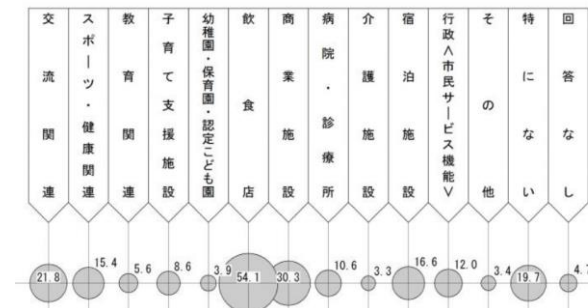 交流関連
スポーツ・健康関連
教育関連
子育て支援施設
幼稚園・保育園・認定こども園
飲食店
商業施設
病院・診療所
介護施設
宿泊施設
行政<市民サービス機能>
その他
特にない
回答なし
21.8
15.4
5.6
8.6
3.9
54.1
30.3
10.6
3.3
16.6
12.0
3.4
19.7